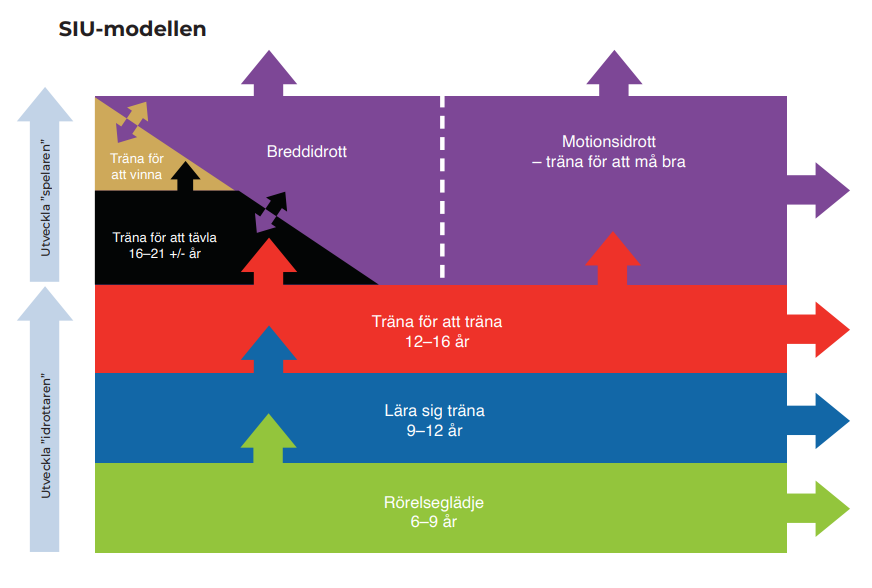 SIU-modellen
Utveckla ”spelaren”
Träna för
att vinna
Breddidrott
Motionsidrott
– träna för att må bra
Träna för att tävla
16–21 +/- år
Utveckla ”idrottaren”
Träna för att träna
12–16 år
Lära sig träna
9–12 år
Rörelseglädje
6–9 år